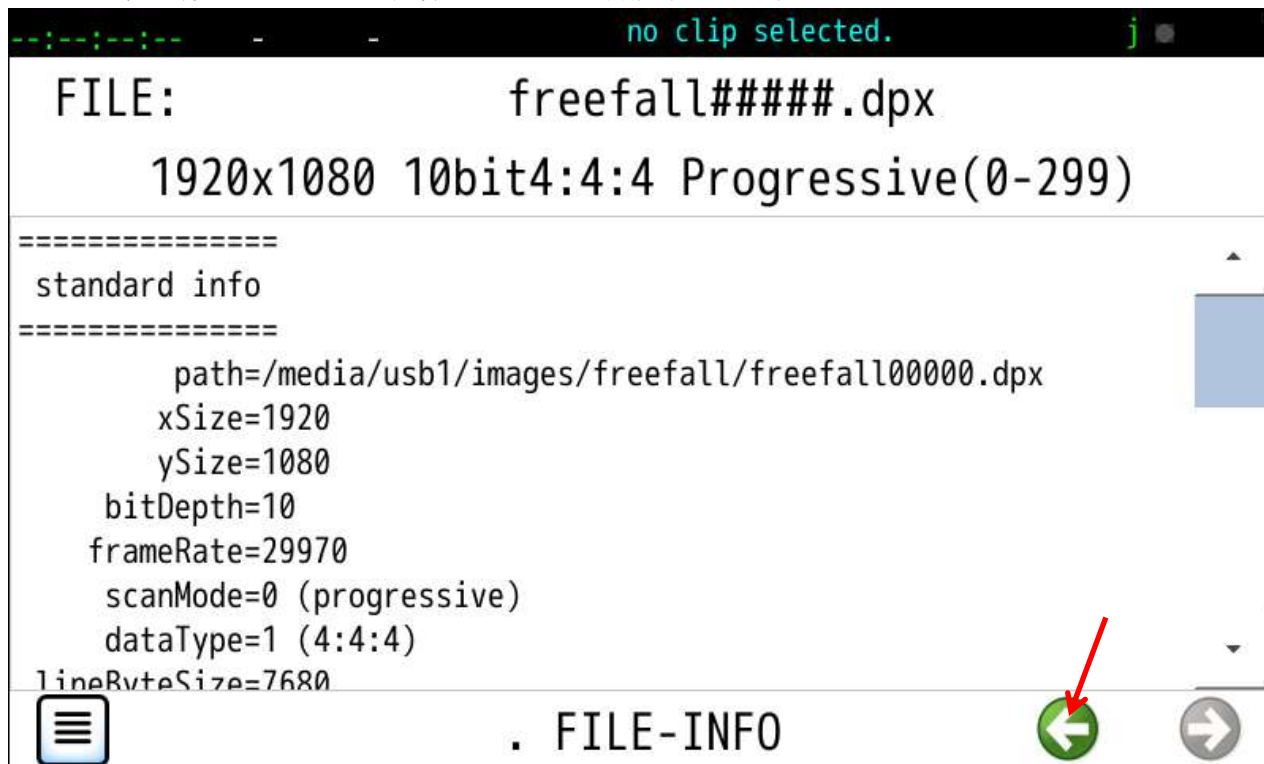 --:--:--:-- - - no clip selected. j
FILE: freefall#####.dpx
1920x1080 10bit4:4:4 Progressive(0-299)
===============
standard info
===============
path=/media/usb1/images/freefall/freefall00000.dpx
xSize=1920
ySize=1080
bitDepth=10
frameRate=29970
scanMode=0 (progressive)
dataType=1 (4:4:4)
lineByteSize=7680
. FILE-INFO